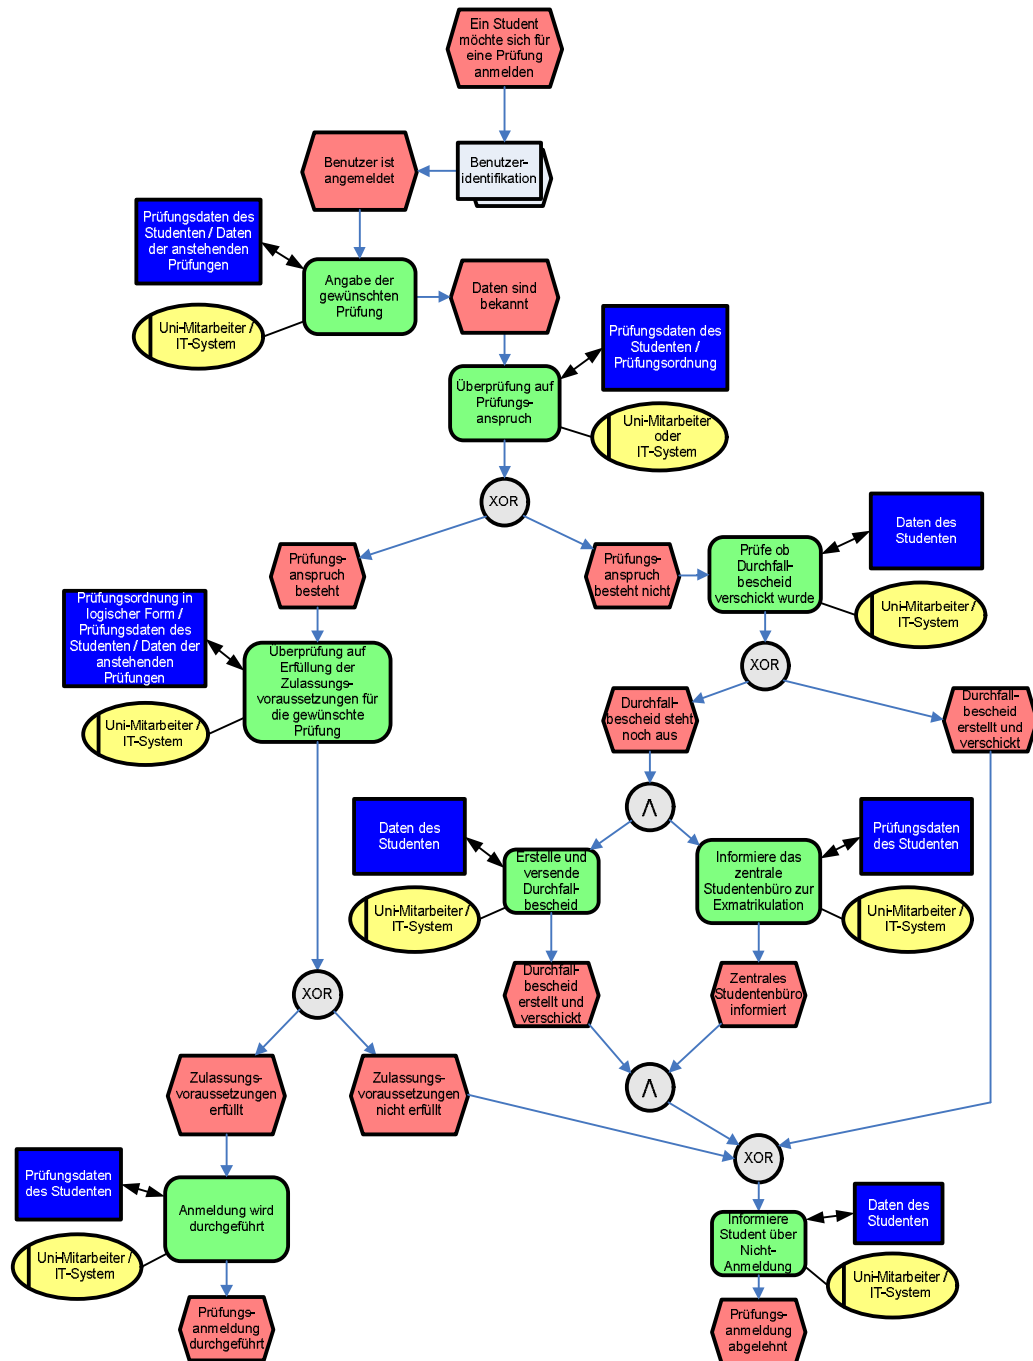 Ein Student
möchte sich für
eine Prüfung
anmelden
Benutzer ist
angemeldet
Benutzer-
identifikation
Prüfungsdaten des
Studenten / Daten
der anstehenden
Prüfungen
Angabe der
gewünschten
Prüfung
Daten sind
bekannt
Uni-Mitarbeiter /
IT-System
Prüfungsdaten des
Studenten /
Prüfungsordnung
Überprüfung auf
Prüfungs-
anspruch
Uni-Mitarbeiter
oder
IT-System
XOR
Daten des
Studenten
Prüfungs-
anspruch
besteht
Prüfungs-
anspruch
besteht nicht
Prüfe ob
Durchfall-
bescheid
verschickt wurde
Uni-Mitarbeiter /
IT-System
Prüfungsordnung in
logischer Form /
Prüfungsdaten des
Studenten / Daten der
anstehenden
Prüfungen
Überprüfung auf
Erfüllung der
Zulassungs-
voraussetzungen für
die gewünschte
Prüfung
Uni-Mitarbeiter /
IT-System
XOR
Durchfall-
bescheid steht
noch aus
Durchfall-
bescheid
erstellt und
verschickt
⋀
Daten des
Studenten
Erstelle und
versende
Durchfall-
bescheid
Uni-Mitarbeiter /
IT-System
Informiere das
zentrale
Studentenbüro zur
Exmatrikulation
Prüfungsdaten
des Studenten
Uni-Mitarbeiter /
IT-System
XOR
Durchfall-
bescheid
erstellt und
verschickt
Zentrales
Studentenbüro
informiert
⋀
Zulassungs-
voraussetzungen
erfüllt
Zulassungs-
voraussetzungen
nicht erfüllt
XOR
Prüfungsdaten
des Studenten
Anmeldung wird
durchgeführt
Uni-Mitarbeiter /
IT-System
Informiere
Student über
Nicht-
Anmeldung
Daten des
Studenten
Uni-Mitarbeiter /
IT-System
Prüfungs-
anmeldung
durchgeführt
Prüfungs-
anmeldung
abgelehnt